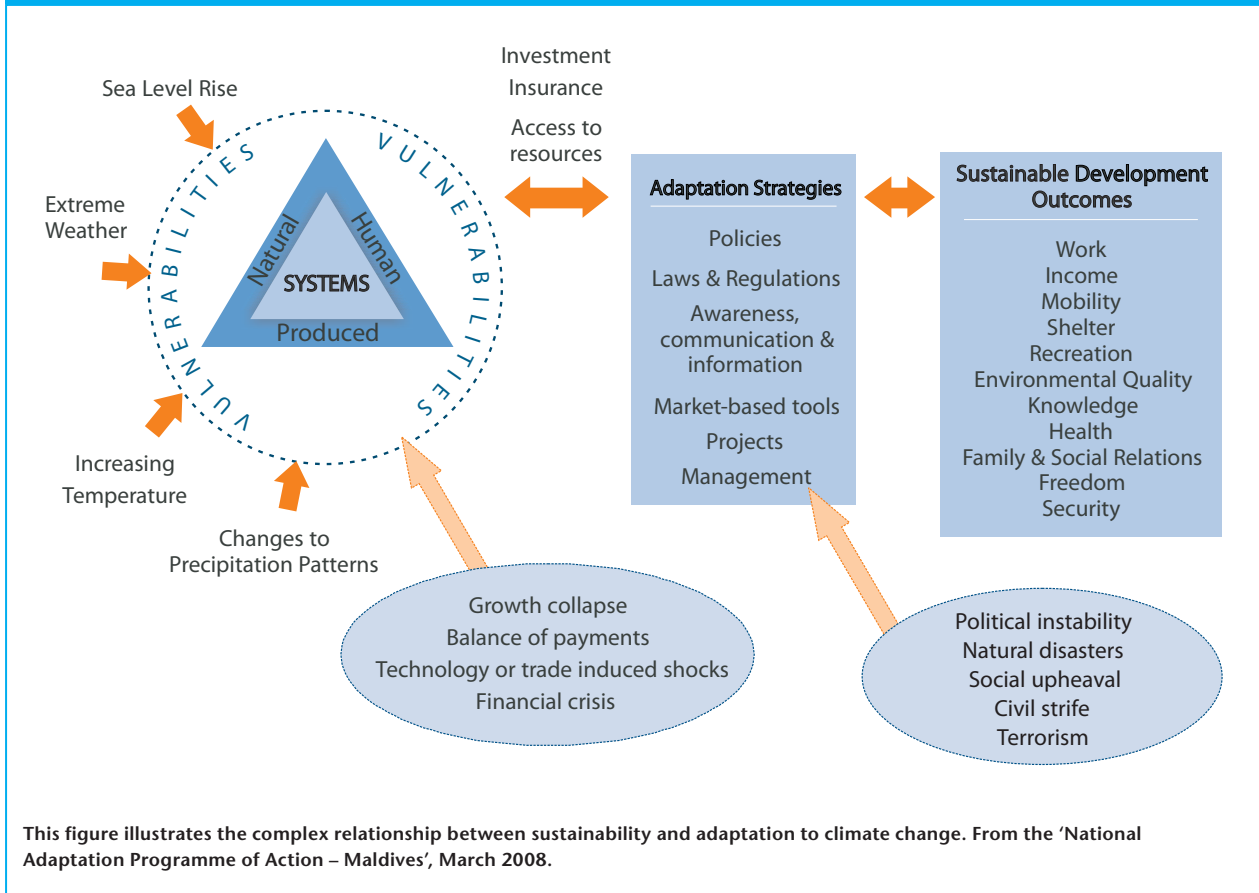 Sea Level Rise
Extreme
Weather
Increasing
Temperature
Changes to
Precipitation Patterns
VULNERABILITIES
VULNERABILITIES
Natural
Human
SYSTEMS
Produced
Investment
Insurance
Access to
resources
Adaptation Strategies
Policies
Laws & Regulations
Awareness,
communication &
information
Market-based tools
Projects
Management
Sustainable Development
Outcomes
Work
Income
Mobility
Shelter
Recreation
Environmental Quality
Knowledge
Health
Family & Social Relations
Freedom
Security
Growth collapse
Balance of payments
Technology or trade induced shocks
Financial crisis
Political instability
Natural disasters
Social upheaval
Civil strife
Terrorism
This figure illustrates the complex relationship between sustainability and adaptation to climate change. From the ‘National
Adaptation Programme of Action – Maldives’, March 2008.